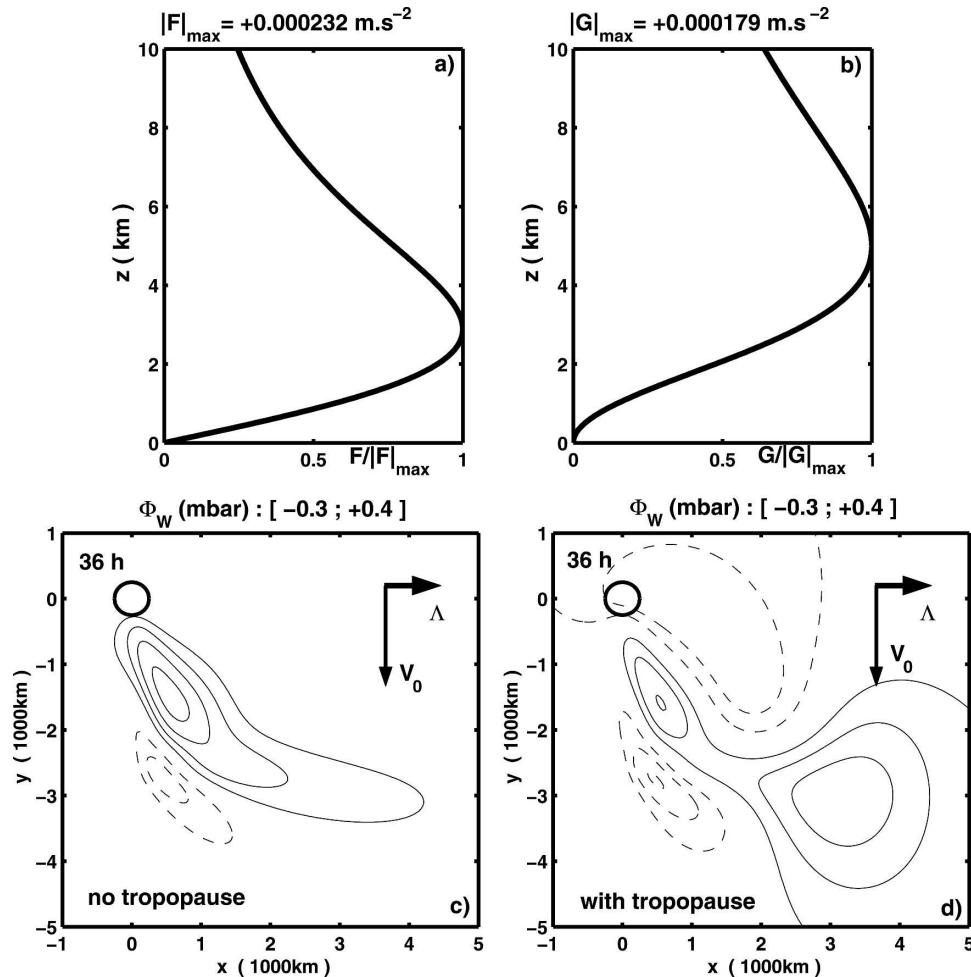 |F|max = +0.000232 m.s−2
|G|max = +0.000179 m.s−2
a)
10
8
6
4
2
0
z ( km )
0
0.5
1
F/|F|max
b)
10
8
6
4
2
0
z ( km )
0
0.5
1
G/|G|max
ΦW (mbar) : [ −0.3 ; +0.4 ]
36 h
Λ
V0
no tropopause
c)
1
0
−1
−2
−3
−4
−5
y ( 1000km )
−1
0
1
2
3
4
5
x ( 1000km )
ΦW (mbar) : [ −0.3 ; +0.4 ]
36 h
Λ
V0
with tropopause
d)
1
0
−1
−2
−3
−4
−5
y ( 1000km )
−1
0
1
2
3
4
5
x ( 1000km )